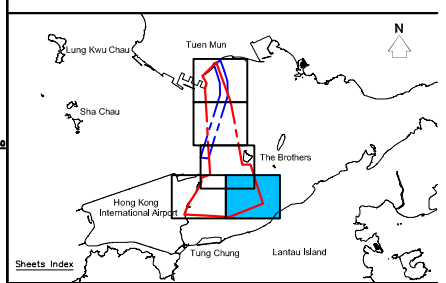 Tuen Mun
Lung Kwu Chau
N
Sha Chau
The Brothers
Hong Kong
International Airport
Tung Chung
Lantau Island
Sheets Index